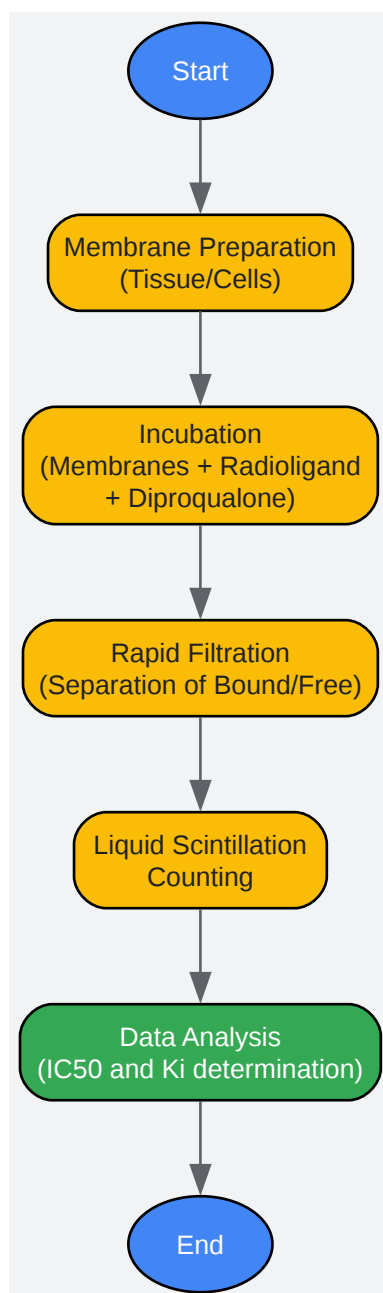 Start
Membrane Preparation
(Tissue/Cells)
Incubation
(Membranes + Radioligand
+ Diproqualone)
Rapid Filtration
(Separation of Bound/Free)
Liquid Scintillation
Counting
Data Analysis
(IC50 and Ki determination)
End